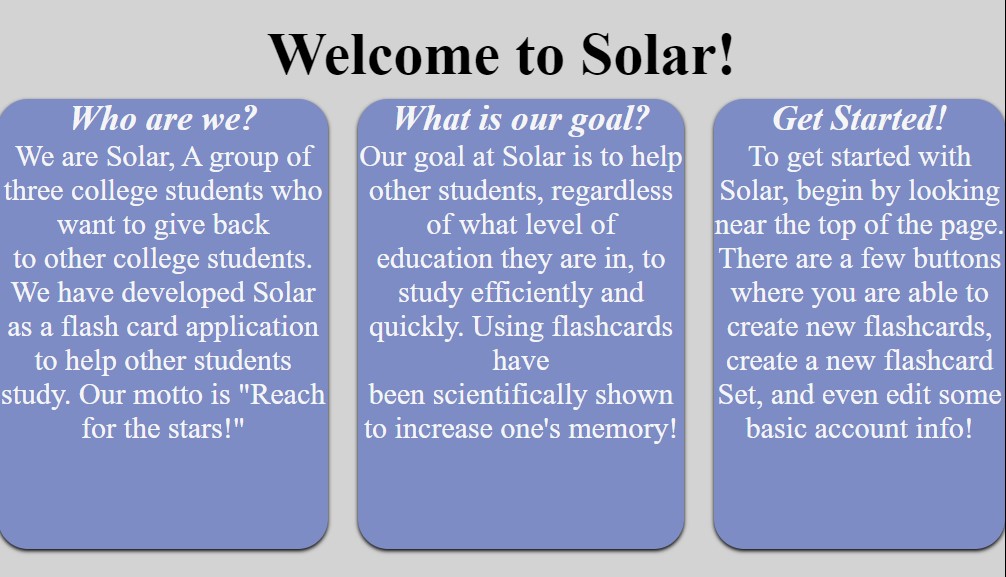 Welcome to Solar!
Who are we?
We are Solar, A group of
three college students who
want to give back
to other college students.
We have developed Solar
as a flash card application
to help other students
study. Our motto is "Reach
for the stars!"
What is our goal?
Our goal at Solar is to help
other students, regardless
of what level of
education they are in, to
study efficiently and
quickly. Using flashcards
have
been scientifically shown
to increase one's memory!
Get Started!
To get started with
Solar, begin by looking
near the top of the page.
There are a few buttons
where you are able to
create new flashcards,
create a new flashcard
Set, and even edit some
basic account info!